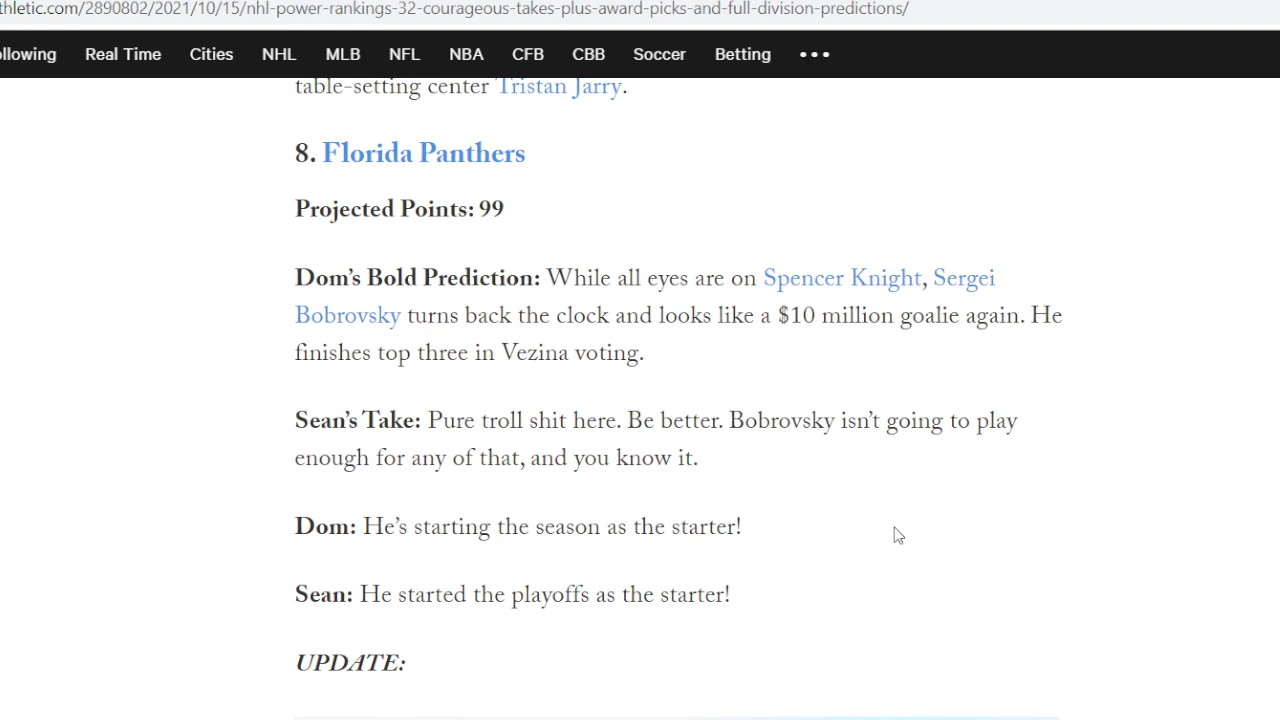 thletic.com/2890802/2021/10/15/nhl-power-rankings-32-courageous-takes-plus-award-picks-and-full-division-predictions/
ollowing Real Time Cities NHL MLB NFL NBA CFB CBB Soccer Betting •••
table-setting center Tristan Jarry.
8. Florida Panthers
Projected Points: 99
Dom’s Bold Prediction: While all eyes are on Spencer Knight, Sergei
Bobrovsky turns back the clock and looks like a $10 million goalie again. He
finishes top three in Vezina voting.
Sean’s Take: Pure troll shit here. Be better. Bobrovsky isn’t going to play
enough for any of that, and you know it.
Dom: He’s starting the season as the starter!
Sean: He started the playoffs as the starter!
UPDATE: